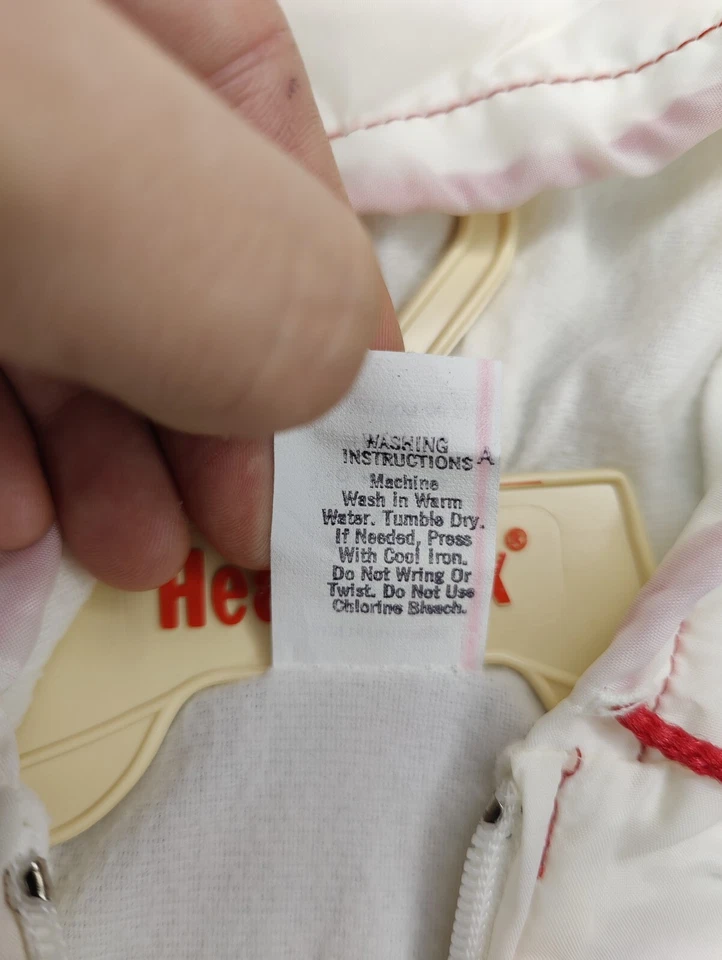 WASHING
INSTRUCTIONS A
Machine
Wash in Warm
Water. Tumble Dry.
If Needed, Press
With Cool Iron.
Do Not Wring Or
Twist. Do Not Use
Chlorine Bleach.
®